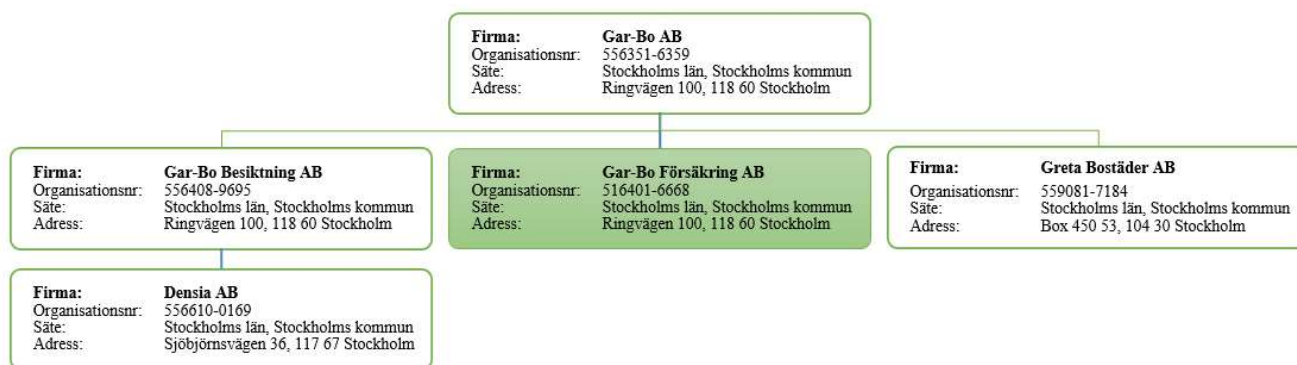 Firma: Gar-Bo AB
Organisationsnr: 556351-6359
Säte: Stockholms län, Stockholms kommun
Adress: Ringvägen 100, 118 60 Stockholm
Firma: Gar-Bo Besiktning AB
Organisationsnr: 556408-9695
Säte: Stockholms län, Stockholms kommun
Adress: Ringvägen 100, 118 60 Stockholm
Firma: Gar-Bo Försäkring AB
Organisationsnr: 516401-6668
Säte: Stockholms län, Stockholms kommun
Adress: Ringvägen 100, 118 60 Stockholm
Firma: Greta Bostäder AB
Organisationsnr: 559081-7184
Säte: Stockholms län, Stockholms kommun
Adress: Box 450 53, 104 30 Stockholm
Firma: Densia AB
Organisationsnr: 556610-0169
Säte: Stockholms län, Stockholms kommun
Adress: Sjöbjörnsvägen 36, 117 67 Stockholm